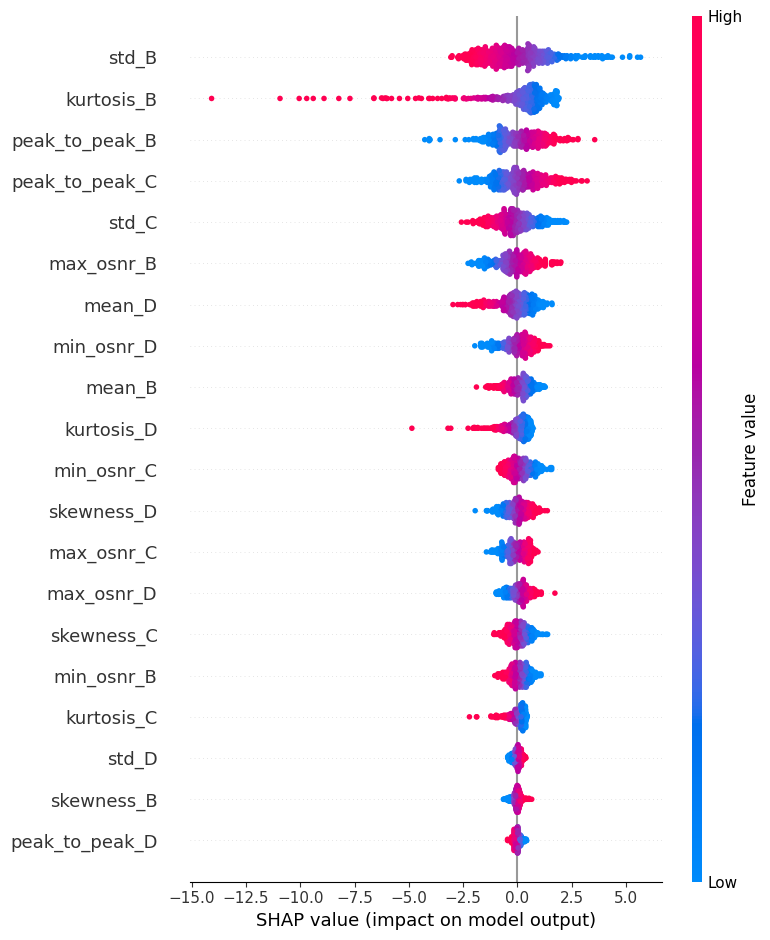 High
std_B
kurtosis_B
peak_to_peak_B
peak_to_peak_C
std_C
max_osnr_B
mean_D
min_osnr_D
mean_B
kurtosis_D
min_osnr_C
skewness_D
max_osnr_C
max_osnr_D
skewness_C
min_osnr_B
kurtosis_C
std_D
skewness_B
peak_to_peak_D
Feature value
Low
−15.0 −12.5 −10.0 −7.5 −5.0 −2.5 0.0 2.5 5.0
SHAP value (impact on model output)